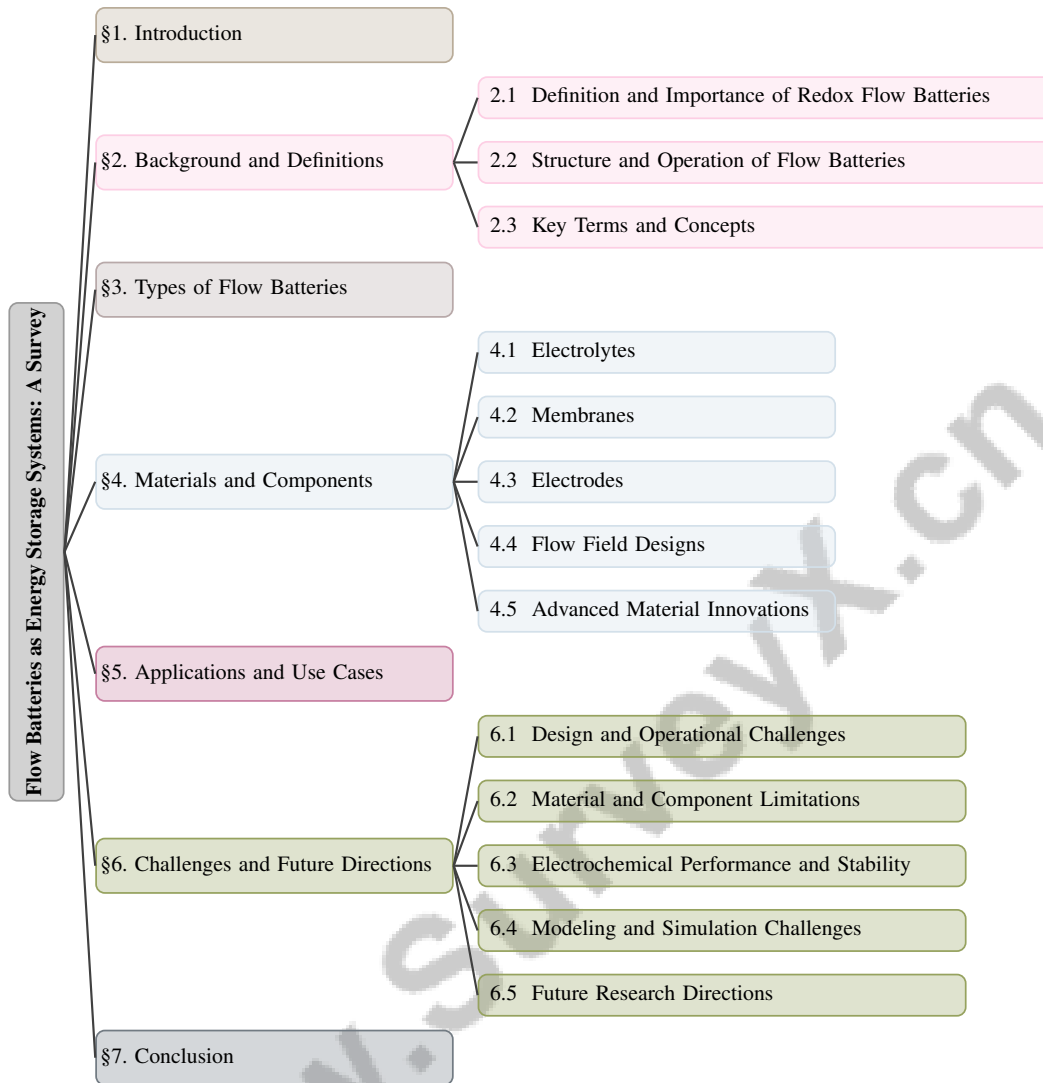 Flow Batteries as Energy Storage Systems: A Survey
§1. Introduction
§2. Background and Definitions
2.1 Definition and Importance of Redox Flow Batteries
2.2 Structure and Operation of Flow Batteries
2.3 Key Terms and Concepts
§3. Types of Flow Batteries
§4. Materials and Components
4.1 Electrolytes
4.2 Membranes
4.3 Electrodes
4.4 Flow Field Designs
4.5 Advanced Material Innovations
§5. Applications and Use Cases
§6. Challenges and Future Directions
6.1 Design and Operational Challenges
6.2 Material and Component Limitations
6.3 Electrochemical Performance and Stability
6.4 Modeling and Simulation Challenges
6.5 Future Research Directions
§7. Conclusion
w.surveyx.cn